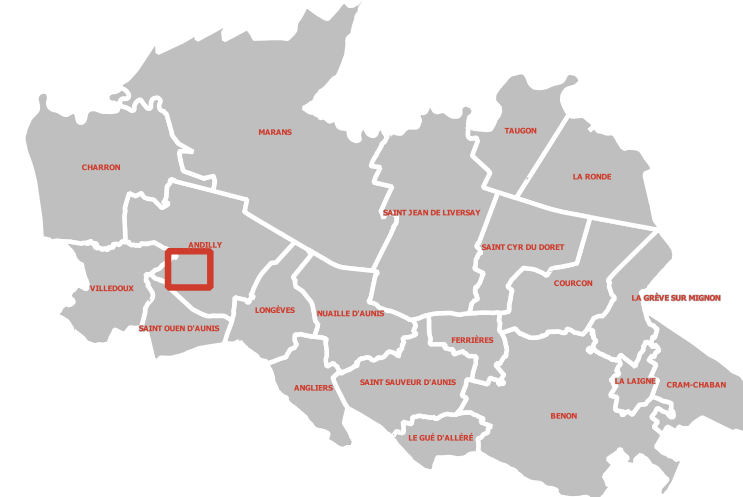 TAUGON
MARANS
CHARRON
LA RONDE
SAINT JEAN DE LIVERSAY
ANDILLY
SAINT CYR DU DORET
COURCON
VILLEDOUX
LA GRÈVE SUR MIGNON
LONGÈVES
NUAILLE D'AUNIS
SAINT OUEN D'AUNIS
FERRIÈRES
SAINT SAUVEUR D'AUNIS
LA LAIGNE
CRAM-CHABAN
ANGLIERS
BENON
LE GUÉ D'ALLÉRÉ